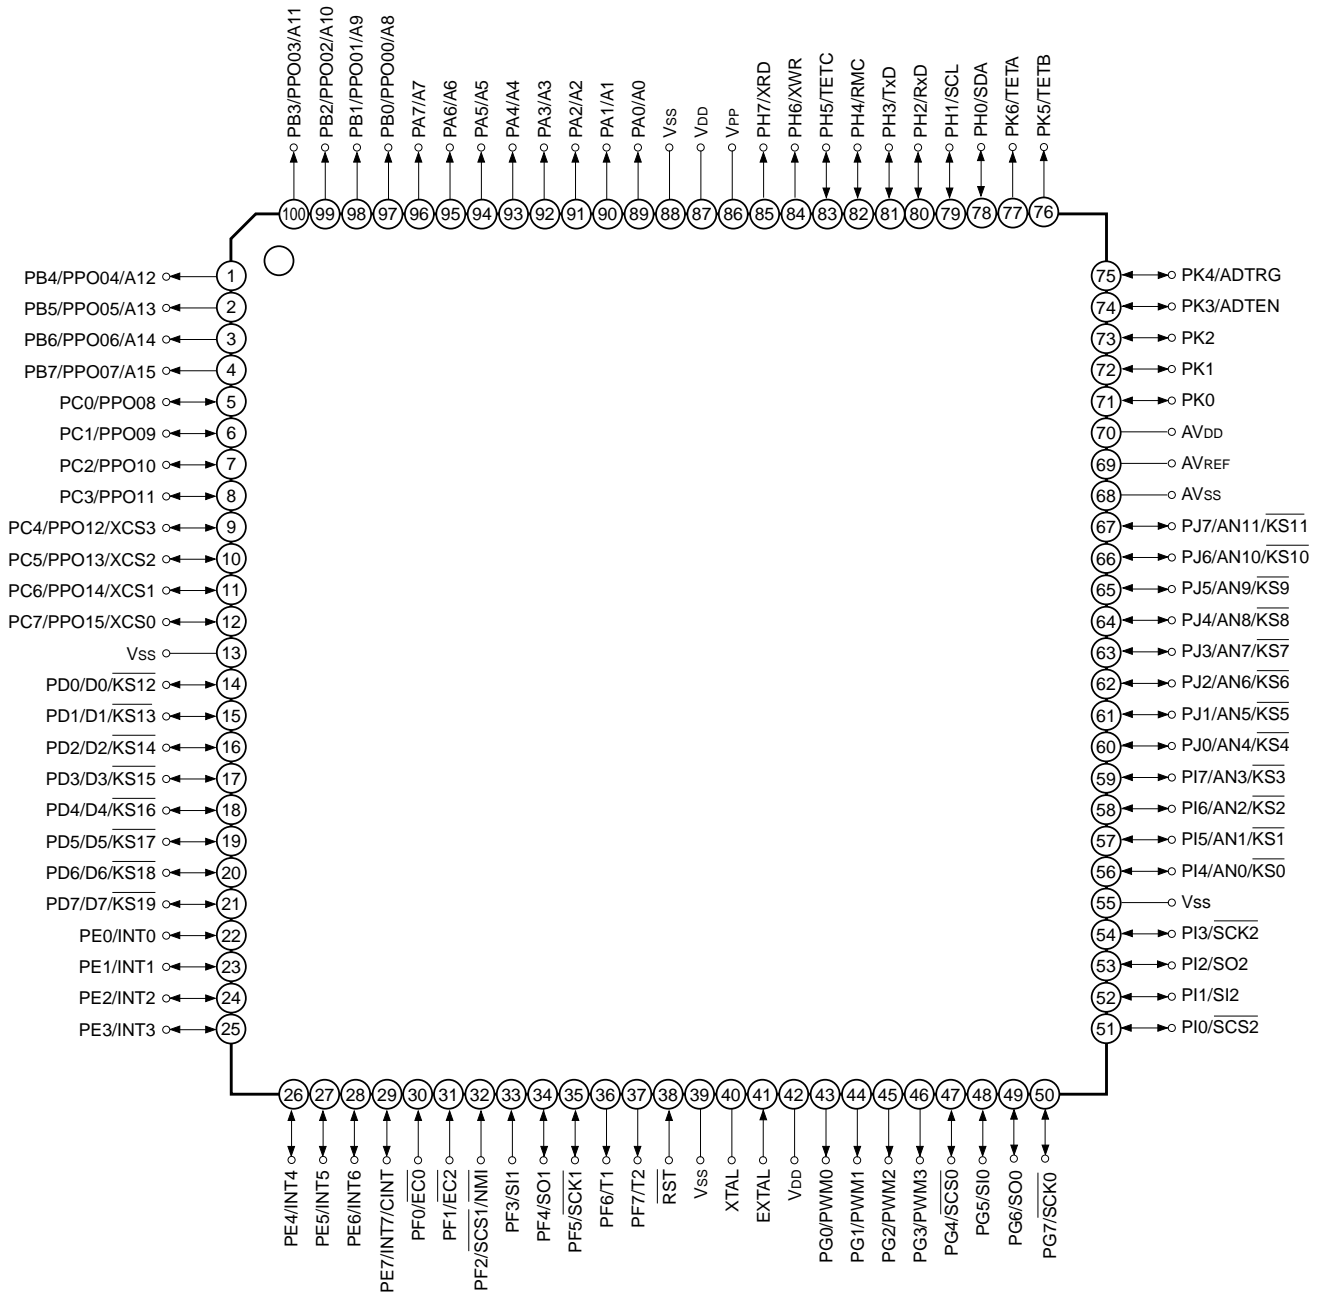 PB3/PPO03/A11
PB2/PPO02/A10
PB1/PPO01/A9
PB0/PPO00/A8
PA7/A7
PA6/A6
PA5/A5
PA4/A4
PA3/A3
PA2/A2
PA1/A1
PA0/A0
Vss
VDD
VPP
PH7/XRD
PH6/XWR
PH5/TETC
PH4/RMC
PH3/TxD
PH2/RxD
PH1/SCL
PH0/SDA
PK6/TETA
PK5/TETB
100 99 98 97 96 95 94 93 92 91 90 89 88 87 86 85 84 83 82 81 80 79 78 77 76
PB4/PPO04/A12 1
PB5/PPO05/A13 2
PB6/PPO06/A14 3
PB7/PPO07/A15 4
PC0/PPO08 5
PC1/PPO09 6
PC2/PPO10 7
PC3/PPO11 8
PC4/PPO12/XCS3 9
PC5/PPO13/XCS2 10
PC6/PPO14/XCS1 11
PC7/PPO15/XCS0 12
Vss 13
PD0/D0/KS12 14
PD1/D1/KS13 15
PD2/D2/KS14 16
PD3/D3/KS15 17
PD4/D4/KS16 18
PD5/D5/KS17 19
PD6/D6/KS18 20
PD7/D7/KS19 21
PE0/INT0 22
PE1/INT1 23
PE2/INT2 24
PE3/INT3 25
75 PK4/ADTRG
74 PK3/ADTEN
73 PK2
72 PK1
71 PK0
70 AVDD
69 AVREF
68 AVss
67 PJ7/AN11/KS11
66 PJ6/AN10/KS10
65 PJ5/AN9/KS9
64 PJ4/AN8/KS8
63 PJ3/AN7/KS7
62 PJ2/AN6/KS6
61 PJ1/AN5/KS5
60 PJ0/AN4/KS4
59 PI7/AN3/KS3
58 PI6/AN2/KS2
57 PI5/AN1/KS1
56 PI4/AN0/KS0
55 Vss
54 PI3/SCK2
53 PI2/SO2
52 PI1/SI2
51 PI0/SCS2
26 27 28 29 30 31 32 33 34 35 36 37 38 39 40 41 42 43 44 45 46 47 48 49 50
PE4/INT4
PE5/INT5
PE6/INT6
PE7/INT7/CINT
PF0/EC0
PF1/EC2
PF2/SCS1/NMI
PF3/SI1
PF4/SO1
PF5/SCK1
PF6/T1
PF7/T2
RST
Vss
XTAL
EXTAL
VDD
PG0/PWM0
PG1/PWM1
PG2/PWM2
PG3/PWM3
PG4/SCS0
PG5/SI0
PG6/SO0
PG7/SCK0